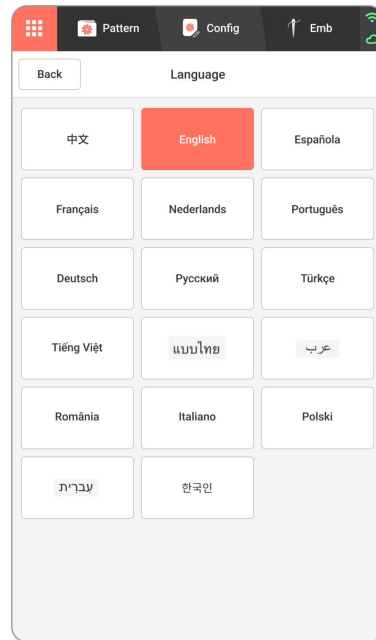 Pattern Config Emb
Back Language
中文 English Española
Français Nederlands Português
Deutsch Русский Türkçe
Tiếng Việt แบบไทย عرب
România Italiano Polski
עברית 한국인